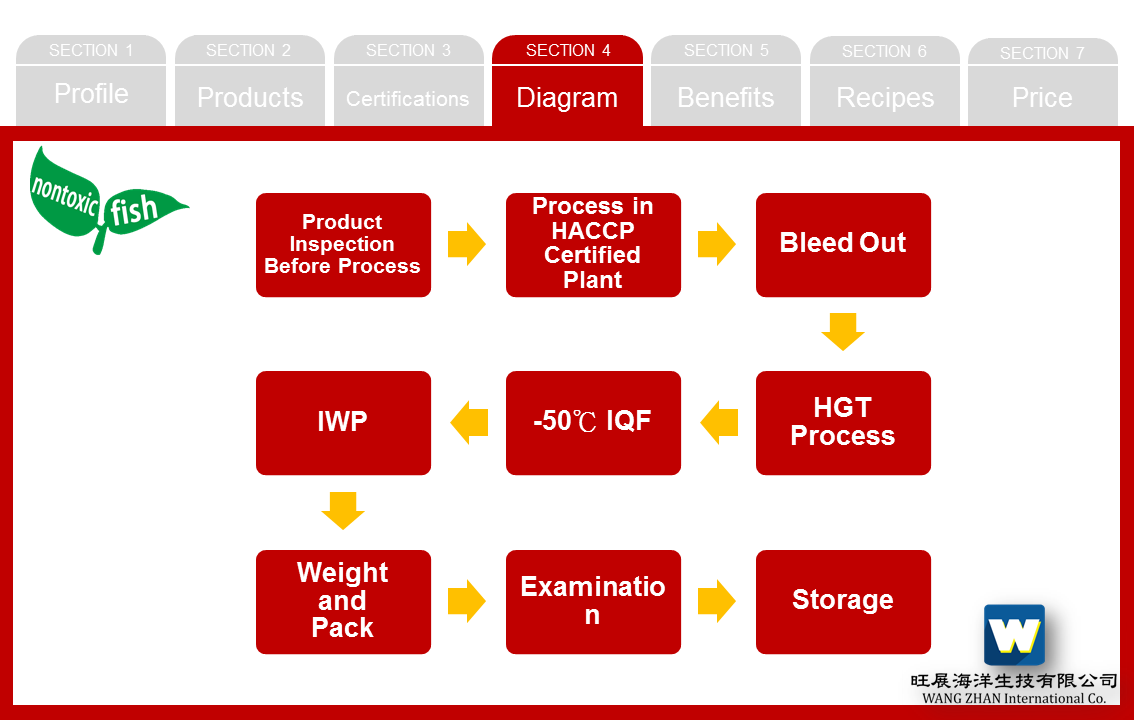 SECTION 1
SECTION 2
SECTION 3
SECTION 4
SECTION 5
SECTION 6
SECTION 7
Profile
Products
Certifications
Diagram
Benefits
Recipes
Price
nontoxic
fish
Product
Inspection
Before Process
Process in
HACCP
Certified
Plant
Bleed Out
HGT
Process
-50℃ IQF
IWP
Weight
and
Pack
Examinatio
n
Storage
W
旺展海洋生技有限公司
WANG ZHAN International Co.